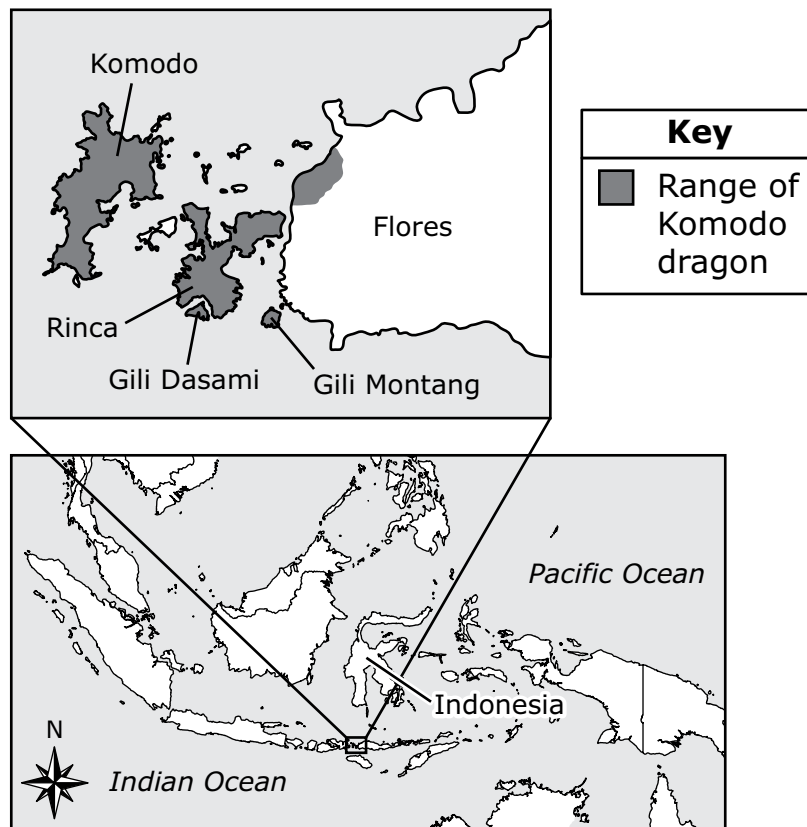 Komodo
Flores
Rinca
Gili Dasami
Gili Montang
Key
Range of
Komodo
dragon
Pacific Ocean
Indonesia
N
Indian Ocean